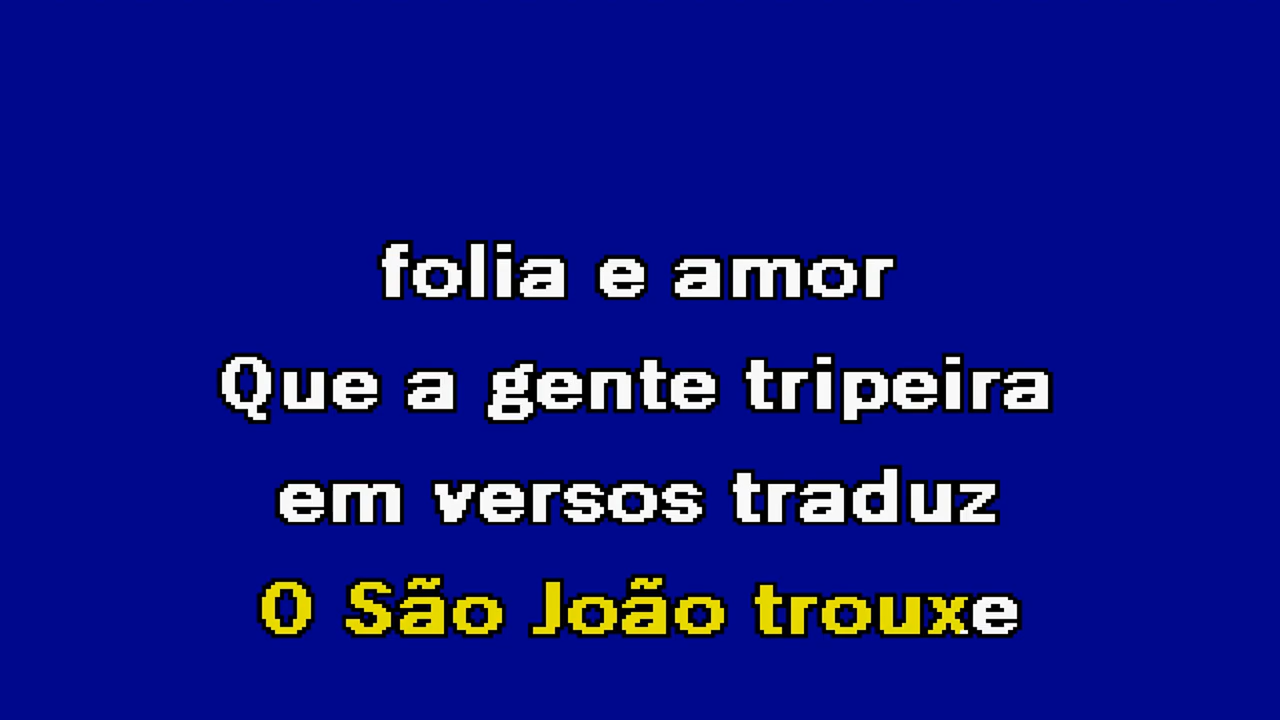 folia e amor
Que a gente tripeira
em versos traduz
O São João trouxe